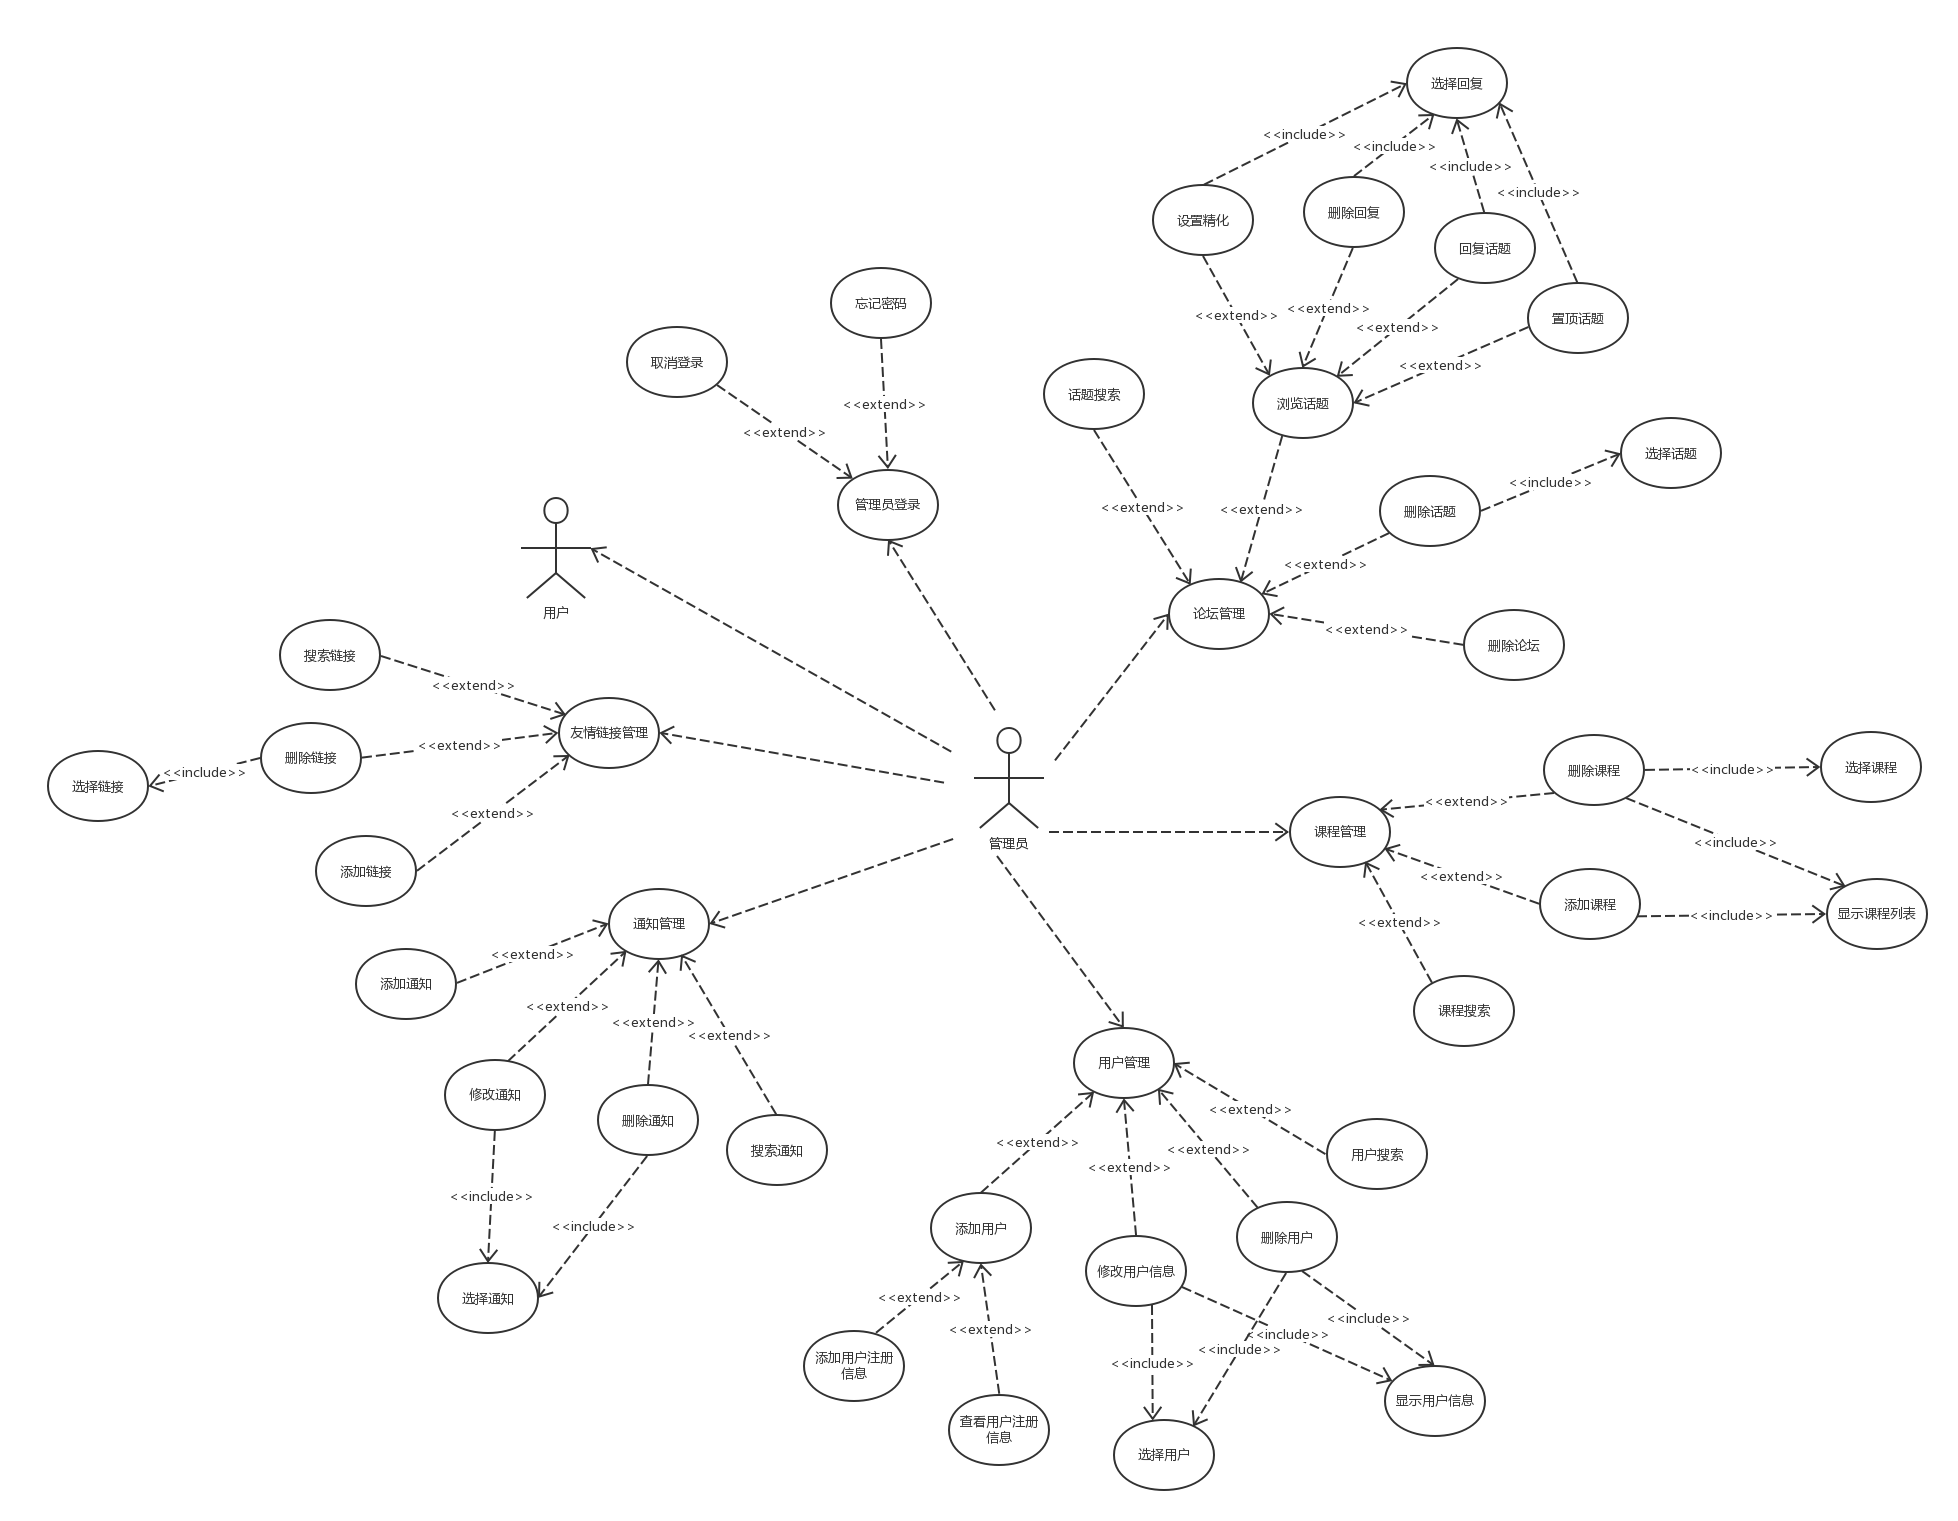 选择回复
<<include>>
<<include>>
<<include>>
<<include>>
设置精化
删除回复
回复话题
置顶话题
<<extend>>
<<extend>>
<<extend>>
<<extend>>
忘记密码
取消登录
<<extend>>
<<extend>>
管理员登录
话题搜索
浏览话题
<<extend>>
<<extend>>
选择话题
<<include>>
删除话题
<<extend>>
论坛管理
<<extend>>
删除论坛
用户
搜索链接
<<extend>>
友情链接管理
删除链接
<<extend>>
<<include>>
选择链接
<<extend>>
添加链接
管理员
删除课程
<<include>>
选择课程
<<extend>>
课程管理
<<include>>
<<extend>>
添加课程
<<include>>
显示课程列表
<<extend>>
课程搜索
通知管理
<<extend>>
添加通知
<<extend>>
<<extend>>
<<extend>>
修改通知
删除通知
搜索通知
<<include>>
<<include>>
选择通知
用户管理
<<extend>>
用户搜索
<<extend>>
<<extend>>
<<extend>>
添加用户
修改用户信息
删除用户
<<extend>>
<<extend>>
添加用户注册
信息
查看用户注册
信息
<<include>>
<<include>>
<<include>>
<<include>>
显示用户信息
选择用户